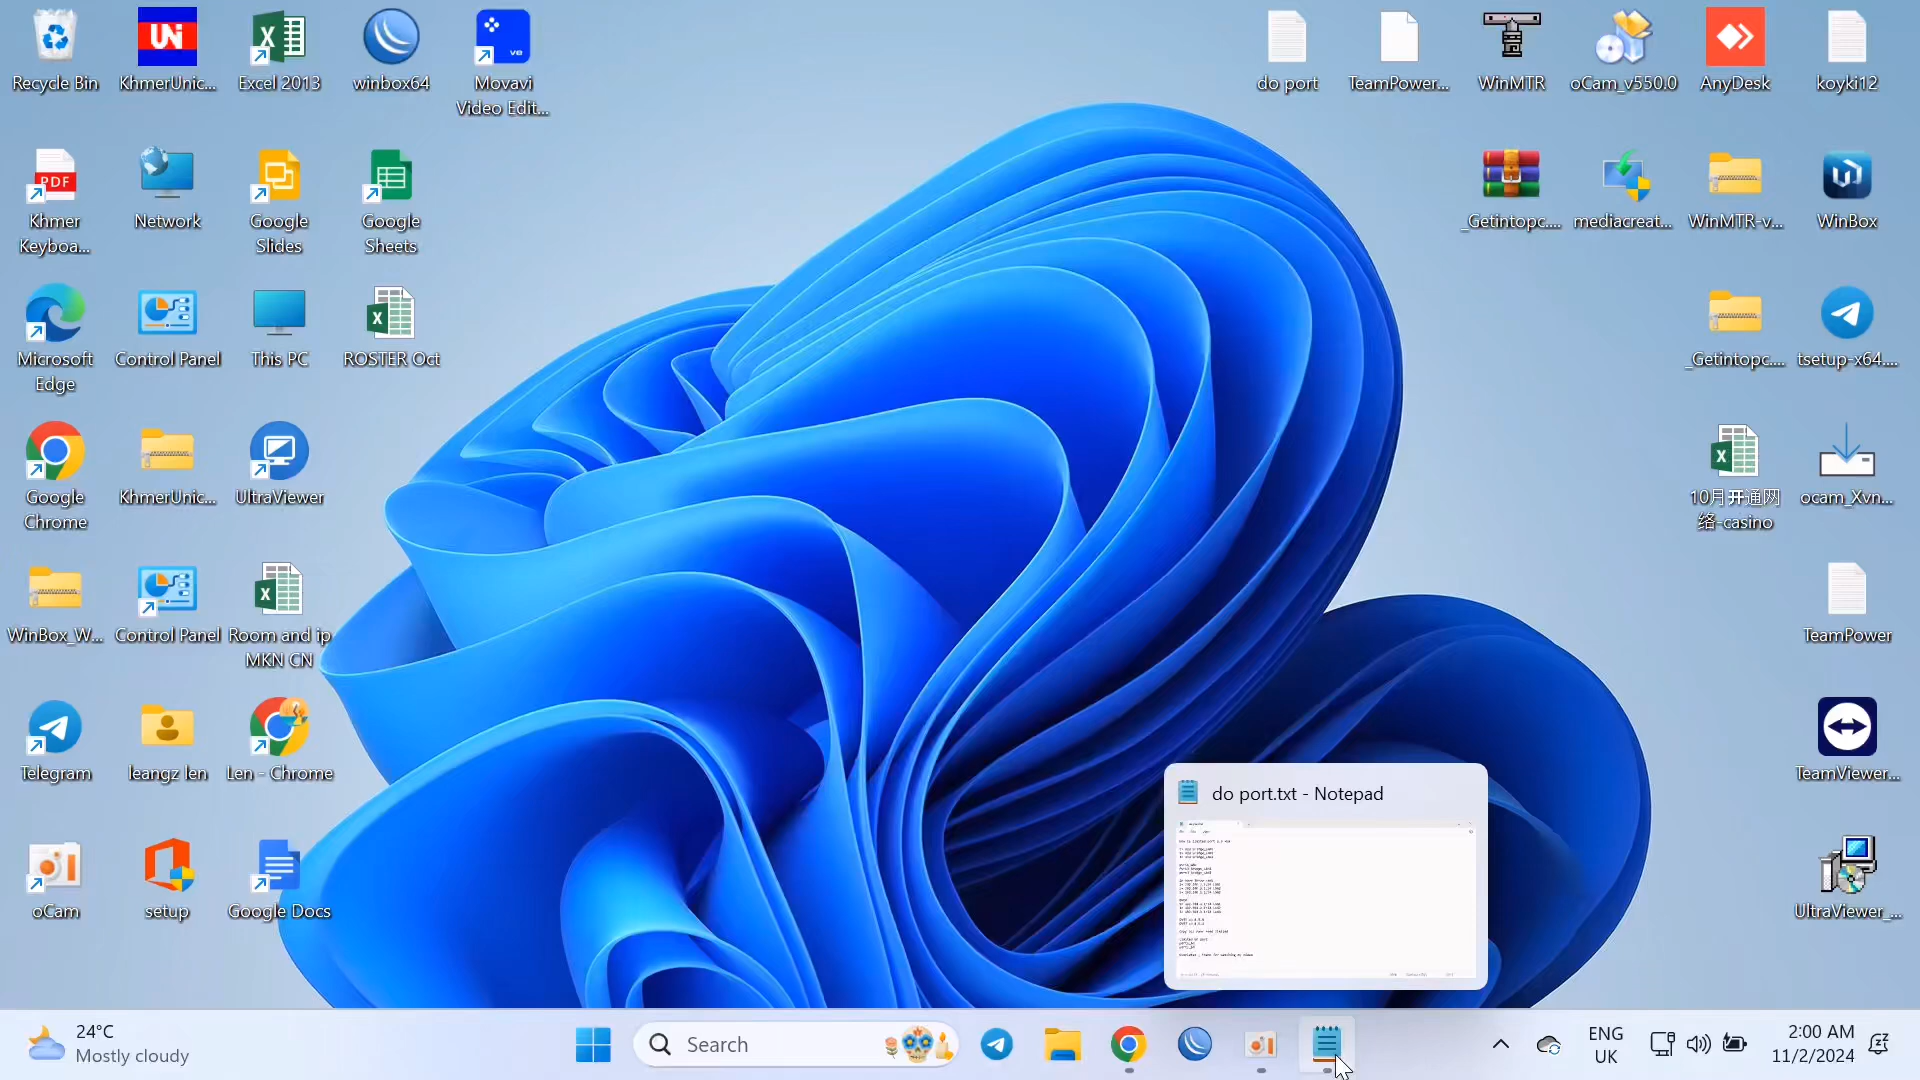 Recycle Bin
KhmerUnic...
Excel 2013
winbox64
Movavi
Video Edit...
do port
TeamPower...
WinMTR
oCam_v550.0
AnyDesk
koyki12
Khmer
Keyboa...
Network
Google
Slides
Google
Sheets
_Getintopc....
mediacreat...
WinMTR-v...
WinBox
Microsoft
Edge
Control Panel
This PC
ROSTER Oct
_Getintopc....
tsetup-x64....
Google
Chrome
KhmerUnic...
UltraViewer
10月开通网
络-casino
ocam_Xvn...
WinBox_W...
Control Panel
Room and ip
MKN CN
TeamPower
Telegram
leangz len
Len - Chrome
TeamViewer...
oCam
setup
Google Docs
UltraViewer_...
do port.txt - Notepad
24°C
Mostly cloudy
Search
ENG
UK
2:00 AM
11/2/2024
UNi
ve
PDF